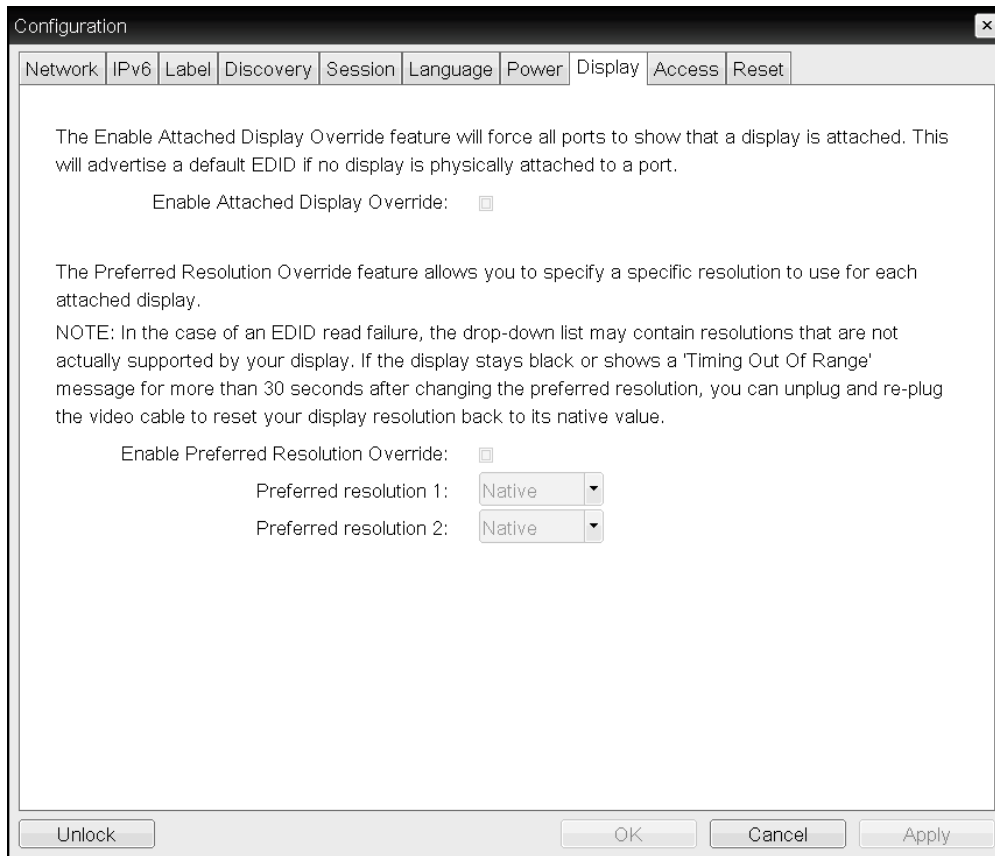 Configuration
Network IPv6 Label Discovery Session Language Power Display Access Reset
The Enable Attached Display Override feature will force all ports to show that a display is attached. This
will advertise a default EDID if no display is physically attached to a port.
Enable Attached Display Override:
The Preferred Resolution Override feature allows you to specify a specific resolution to use for each
attached display.
NOTE: In the case of an EDID read failure, the drop-down list may contain resolutions that are not
actually supported by your display. If the display stays black or shows a 'Timing Out Of Range'
message for more than 30 seconds after changing the preferred resolution, you can unplug and re-plug
the video cable to reset your display resolution back to its native value.
Enable Preferred Resolution Override:
Preferred resolution 1: Native
Preferred resolution 2: Native
Unlock OK Cancel Apply